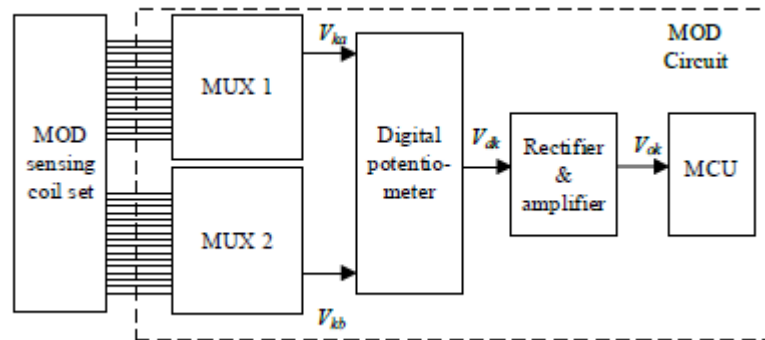 MOD
Circuit
V_ka
MUX 1
MOD
sensing
coil set
Digital
potentio-
meter
V_dk
Rectifier
&
amplifier
V_ok
MCU
MUX 2
V_kb